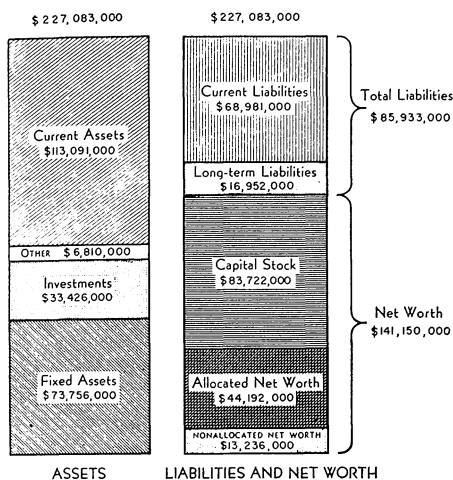 $227,083,000
Current Assets
$113,091,000
OTHER $6,810,000
Investments
$33,426,000
Fixed Assets
$73,756,000
ASSETS
$227,083,000
Current Liabilities
$68,981,000
Long-term Liabilities
$16,952,000
Capital Stock
$83,722,000
Allocated Net Worth
$44,192,000
NONALLOCATED NET WORTH
$13,236,000
LIABILITIES AND NET WORTH
Total Liabilities
$85,933,000
Net Worth
$141,150,000